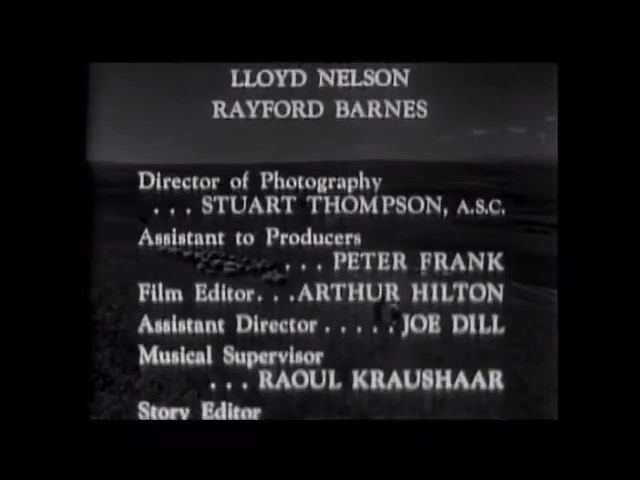 LLOYD NELSON
RAYFORD BARNES
Director of Photography
... STUART THOMPSON, A.S.C.
Assistant to Producers
... PETER FRANK
Film Editor...ARTHUR HILTON
Assistant Director.....JOE DILL
Musical Supervisor
... RAOUL KRAUSHAAR
Story Editor